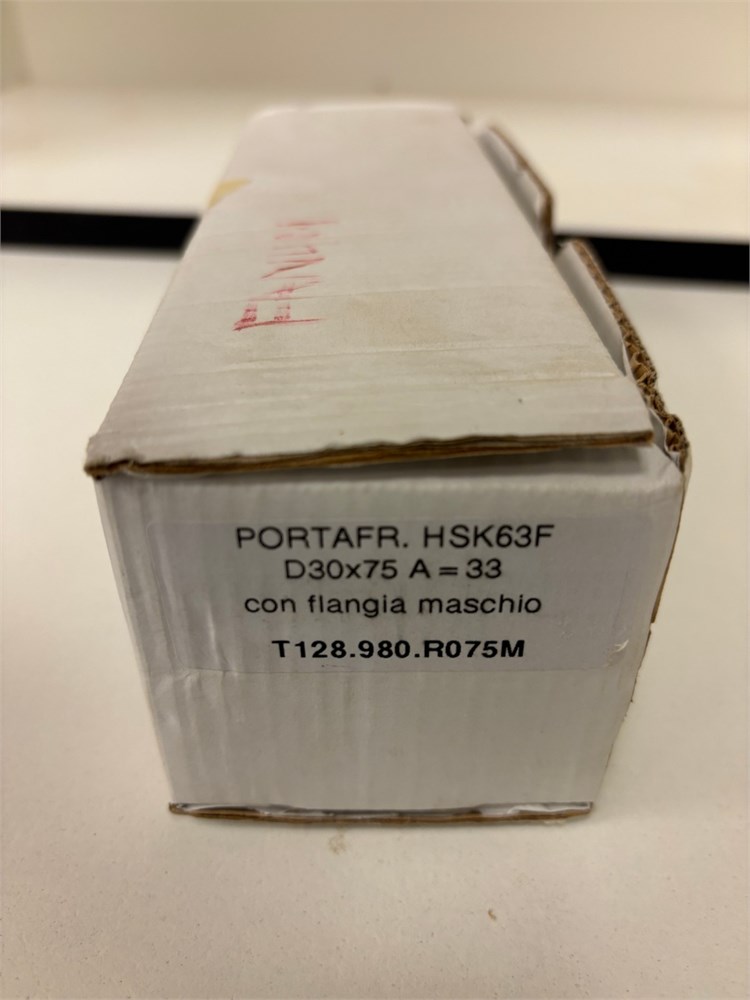 PORTAFR. HSK63F
D30x75 A = 33
con flangia maschio
T128.980.R075M